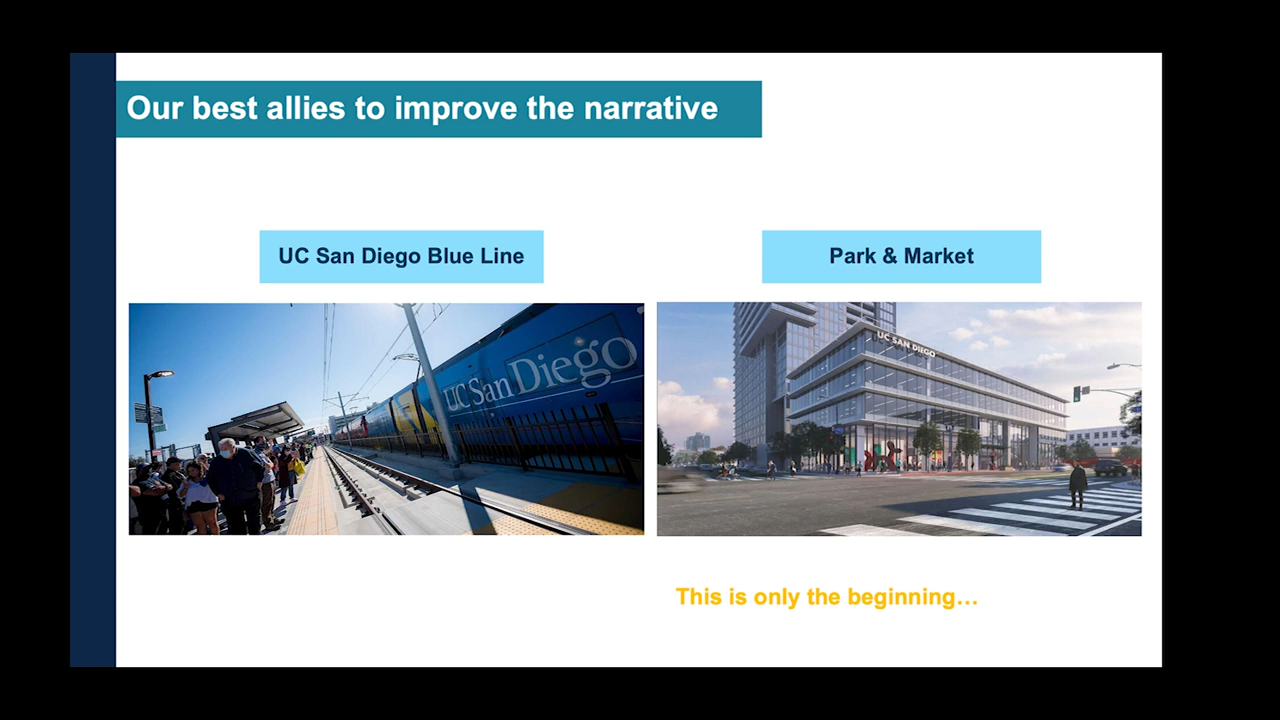 Our best allies to improve the narrative
UC San Diego Blue Line
Park & Market
UC San Diego
UC SAN DIEGO
This is only the beginning…